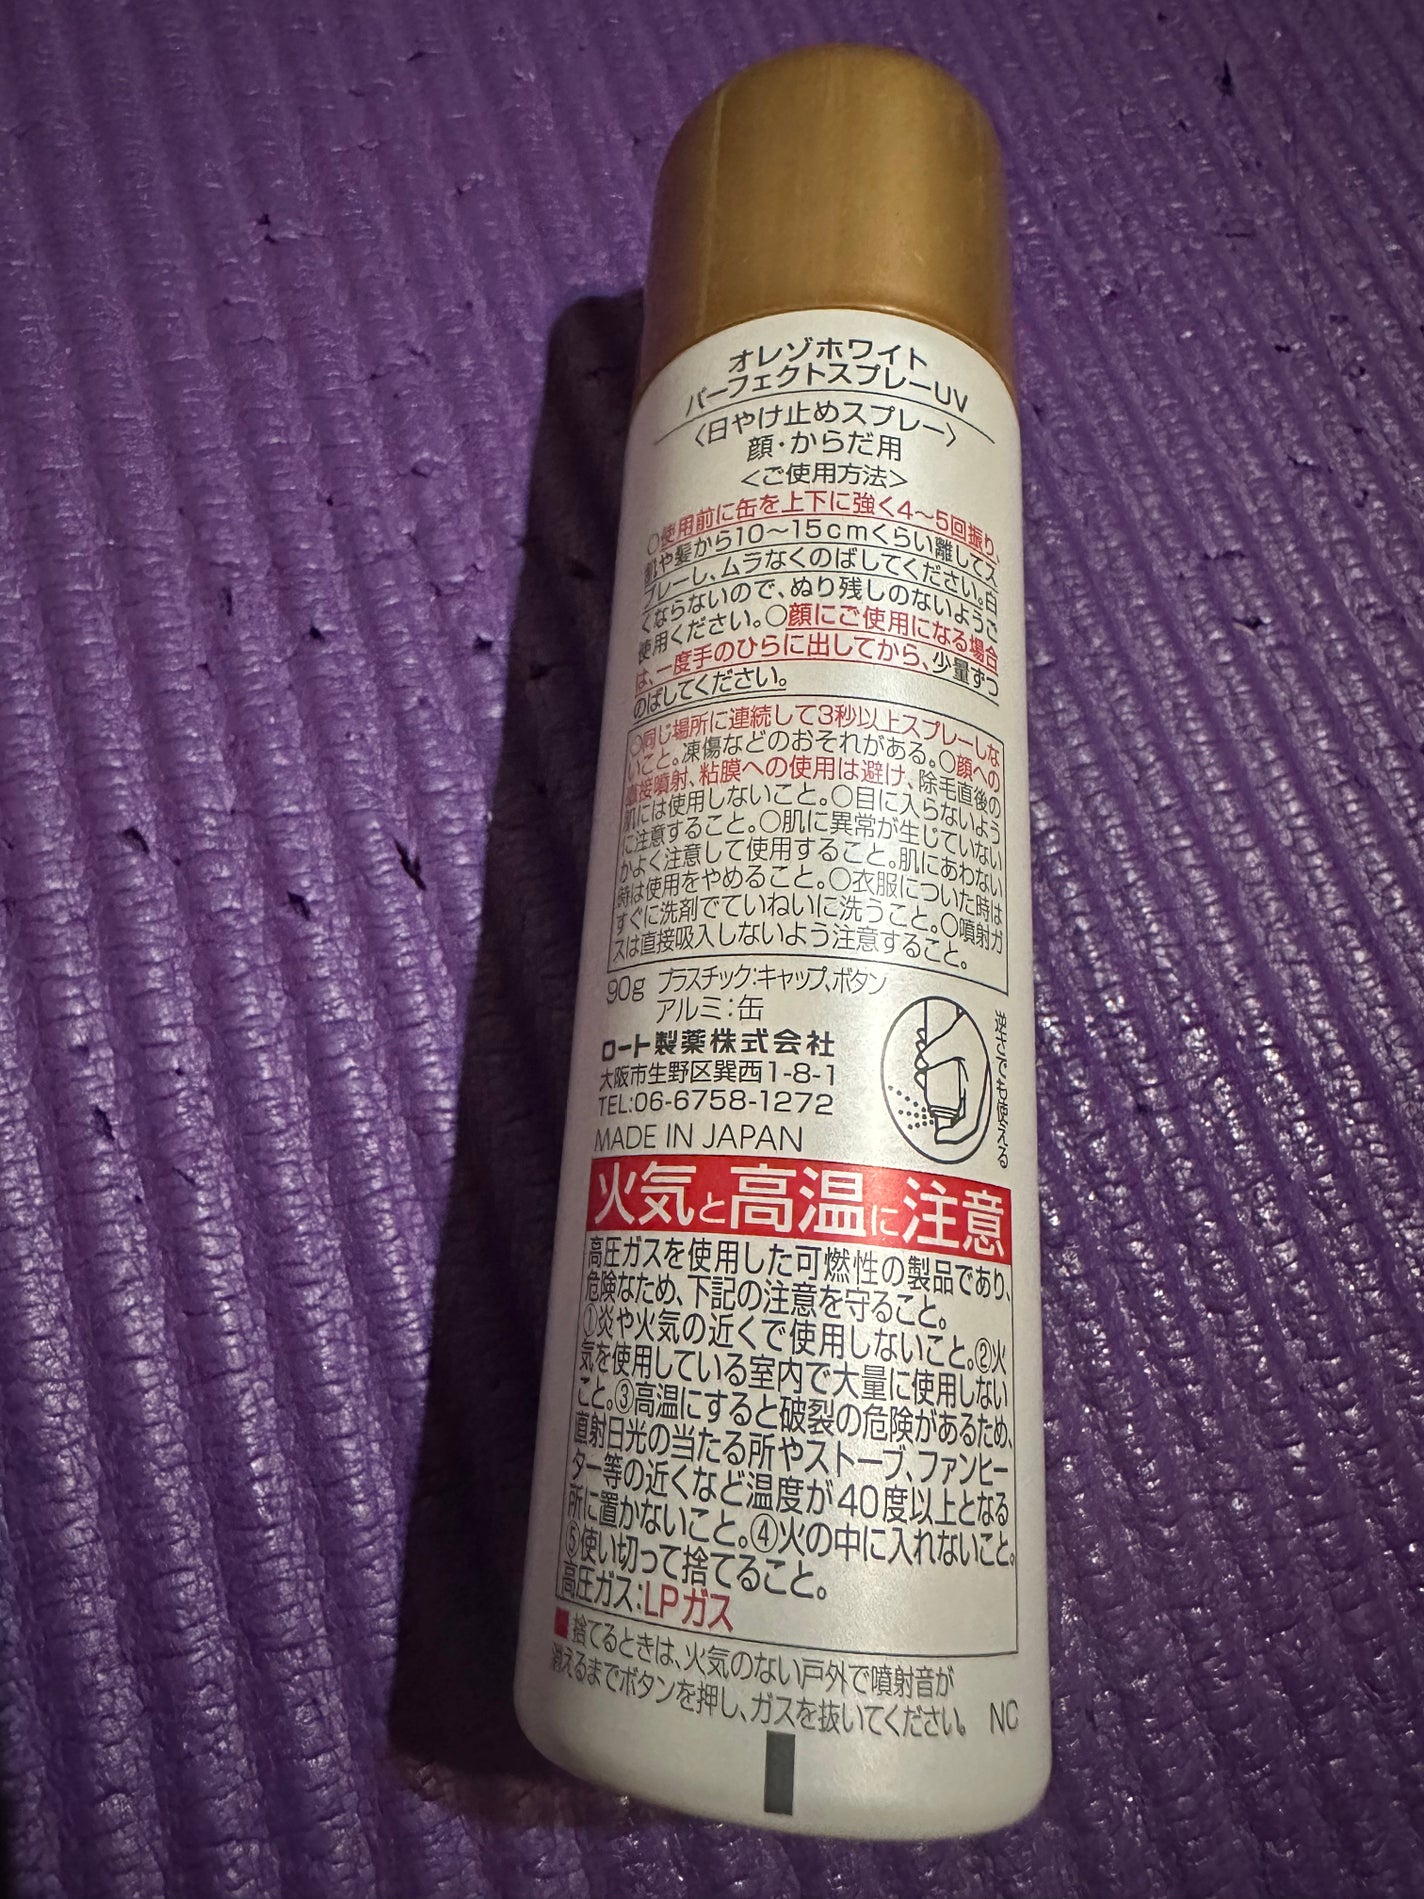 オレゾホワイト
パーフェクトスプレーUV
〈日やけ止めスプレー〉
顔・からだ用
<ご使用方法>
○使用前に缶を上下に強く4〜5回振り、
肌や髪から10〜15cmくらい離してス
プレーし、ムラなくのばしてください。白
くならないので、ぬり残しのないようご
使用ください。○顔にご使用になる場合
は、一度手のひらに出してから、少量ずつ
のばしてください。
○同じ場所に連続して3秒以上スプレーしな
いこと。凍傷などのおそれがある。○顔への
直接噴射、粘膜への使用は避け、除毛直後の
肌には使用しないこと。○目に入らないよう
に注意すること。○肌に異常が生じていない
かよく注意して使用すること。肌にあわない
時は使用をやめること。○衣服についた時は
すぐに洗剤でていねいに洗うこと。○噴射ガ
スは直接吸入しないよう注意すること。
90g プラスチック:キャップ、ボタン
アルミ:缶
ロート製薬株式会社
大阪市生野区巽西1-8-1
TEL:06-6758-1272
MADE IN JAPAN
逆さでも使える
火気と高温に注意
高圧ガスを使用した可燃性の製品であり、
危険なため、下記の注意を守ること。
①炎や火気の近くで使用しないこと。②火
気を使用している室内で大量に使用しない
こと。③高温にすると破裂の危険があるため、
直射日光の当たる所やストーブ、ファンヒー
ター等の近くなど温度が40度以上となる
所に置かないこと。④火の中に入れないこと。
⑤使い切って捨てること。
高圧ガス:LPガス
■捨てるときは、火気のない戸外で噴射音が
消えるまでボタンを押し、ガスを抜いてください。 NC